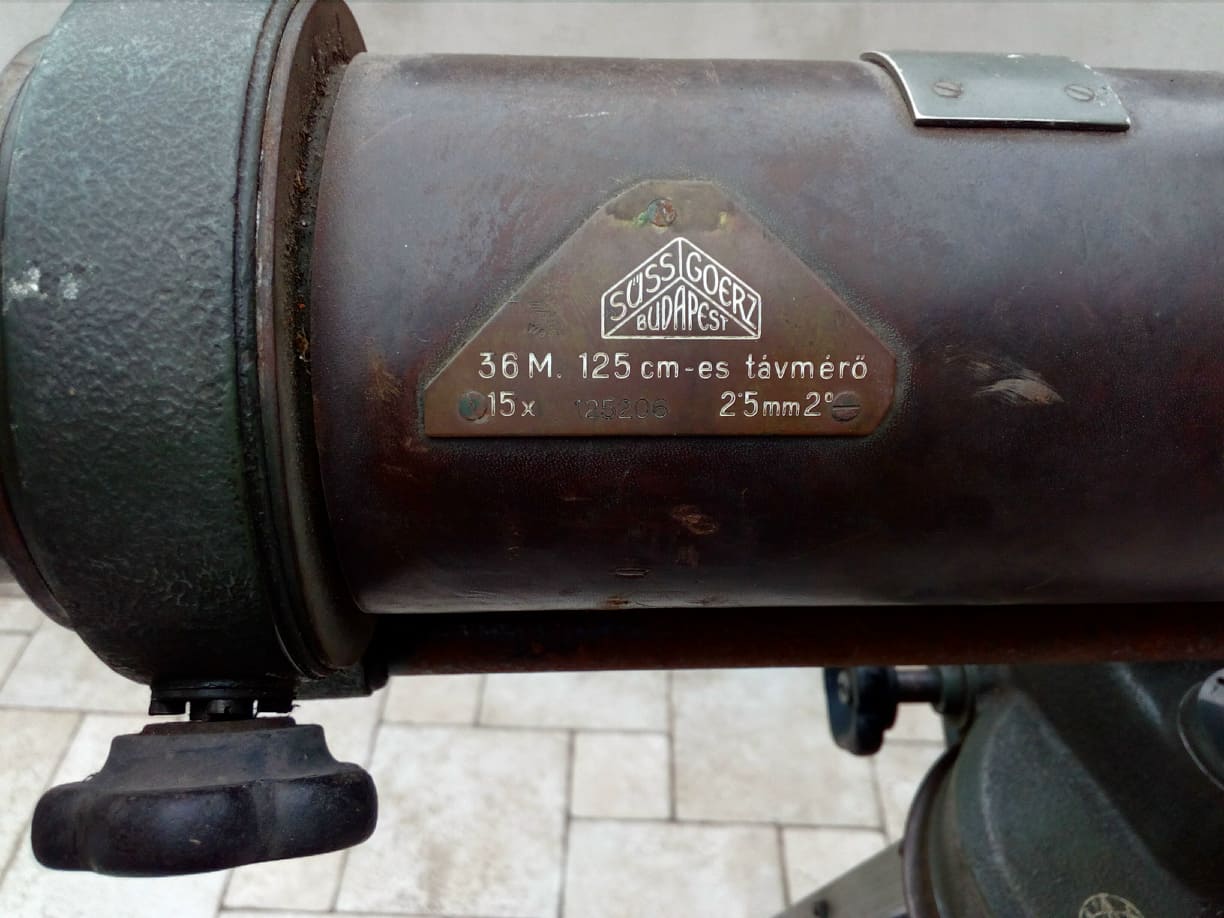 SÜSS GOERZ
BUDAPEST
36 M. 125 cm-es távmérő
15x 125206 2·5mm 2°